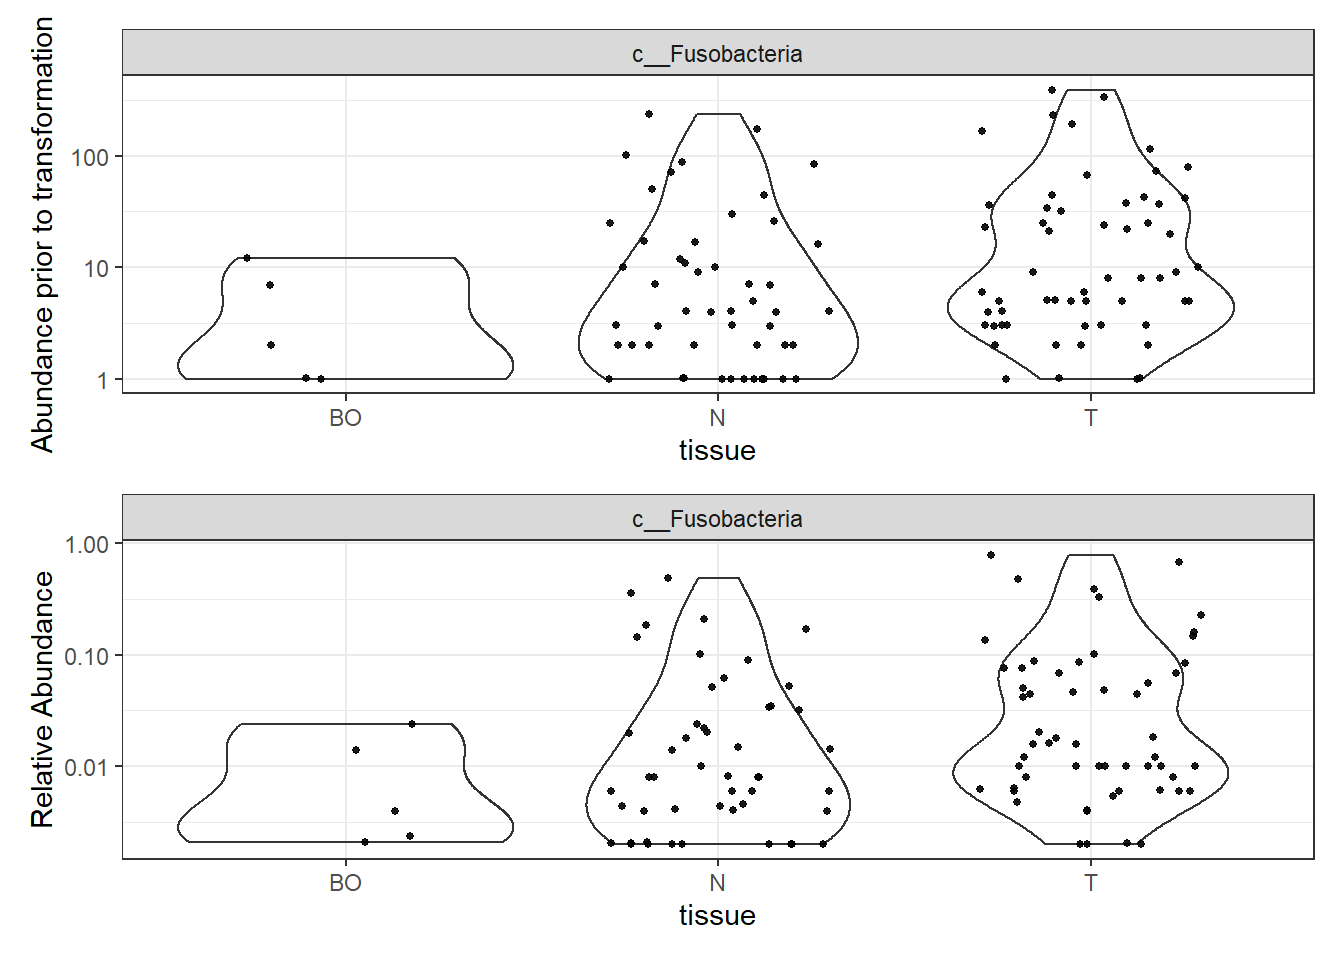 c__Fusobacteria
Abundance prior to transformation
100
10
1
BO N T
tissue
c__Fusobacteria
Relative Abundance
1.00
0.10
0.01
BO N T
tissue